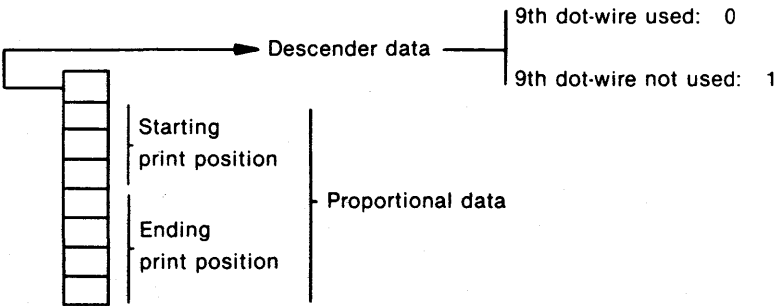 9th dot-wire used: 0
Descender data
9th dot-wire not used: 1
Starting
print position
Proportional data
Ending
print position